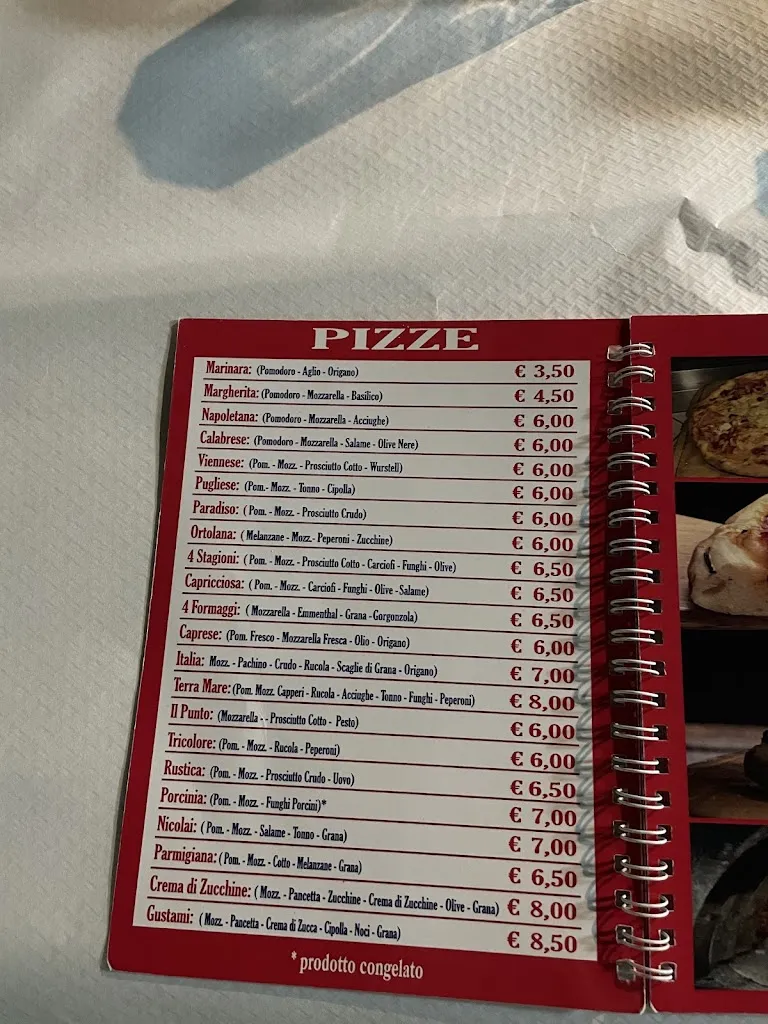 PIZZE
Marinara: (Pomodoro - Aglio - Origano) € 3,50
Margherita: (Pomodoro - Mozzarella - Basilico) € 4,50
Napoletana: (Pomodoro - Mozzarella - Acciughe) € 6,00
Calabrese: (Pomodoro - Mozzarella - Salame - Olive Nere) € 6,00
Viennese: (Pom. - Mozz. - Prosciutto Cotto - Wurstell) € 6,00
Pugliese: (Pom.- Mozz. - Tonno - Cipolla) € 6,00
Paradiso: ( Pom. - Mozz. - Prosciutto Crudo) € 6,00
Ortolana: ( Melanzane - Mozz.- Peperoni - Zucchine) € 6,00
4 Stagioni: ( Pom. - Mozz. - Prosciutto Cotto - Carciofi - Funghi - Olive) € 6,50
Capricciosa: ( Pom. - Mozz. - Carciofi - Funghi - Olive -Salame) € 6,50
4 Formaggi: ( Mozzarella - Emmenthal - Grana -Gorgonzola) € 6,50
Caprese: (Pom. Fresco - Mozzarella Fresca - Olio - Origano) € 6,00
Italia: Mozz. - Pachino - Crudo - Rucola - Scaglie di Grana - Origano) € 7,00
Terra Mare: (Pom. Mozz. Capperi - Rucola - Acciughe - Tonno - Funghi - Peperoni) € 8,00
Il Punto: (Mozzarella - - Prosciutto Cotto - Pesto) € 6,00
Tricolore: (Pom. - Mozz. - Rucola - Peperoni) € 6,00
Rustica: (Pom. - Mozz. - Prosciutto Crudo - Uovo) € 6,50
Porcinia: (Pom. - Mozz. - Funghi Porcini)* € 7,00
Nicolai: ( Pom. - Mozz. - Salame - Tonno - Grana) € 7,00
Parmigiana: (Pom. - Mozz. - Cotto - Melanzane - Grana) € 6,50
Crema di Zucchine: ( Mozz. - Pancetta - Zucchine - Crema di Zucchine - Olive - Grana) € 8,00
Gustami: ( Mozz. - Pancetta - Crema di Zucca - Cipolla - Noci - Grana) € 8,50
* prodotto congelato